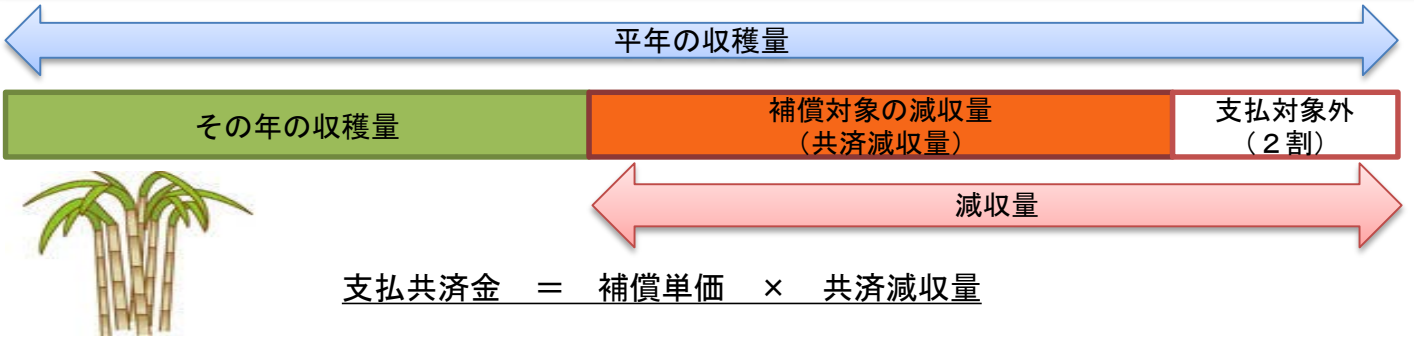 平年の収穫量
その年の収穫量
補償対象の減収量
（共済減収量）
支払対象外
（２割）
減収量
支払共済金　＝　補償単価　×　共済減収量